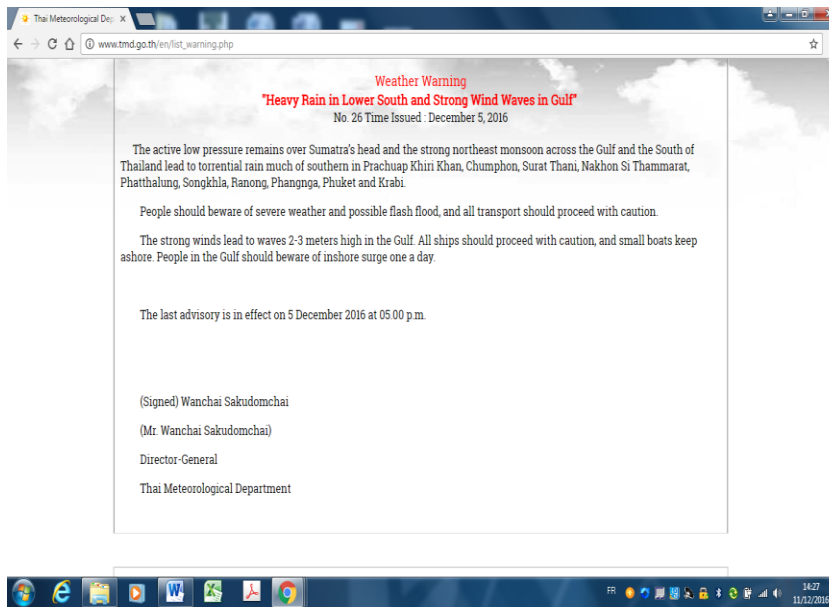 Thai Meteorological Dep
www.tmd.go.th/en/list_warning.php
Weather Warning
"Heavy Rain in Lower South and Strong Wind Waves in Gulf"
No. 26 Time Issued : December 5, 2016
The active low pressure remains over Sumatra's head and the strong northeast monsoon across the Gulf and the South of
Thailand lead to torrential rain much of southern in Prachuap Khiri Khan, Chumphon, Surat Thani, Nakhon Si Thammarat,
Phatthalung, Songkhla, Ranong, Phangnga, Phuket and Krabi.
People should beware of severe weather and possible flash flood, and all transport should proceed with caution.
The strong winds lead to waves 2-3 meters high in the Gulf. All ships should proceed with caution, and small boats keep
ashore. People in the Gulf should beware of inshore surge one a day.
The last advisory is in effect on 5 December 2016 at 05.00 p.m.
(Signed) Wanchai Sakudomchai
(Mr. Wanchai Sakudomchai)
Director-General
Thai Meteorological Department
FR
14:27
11/12/2016